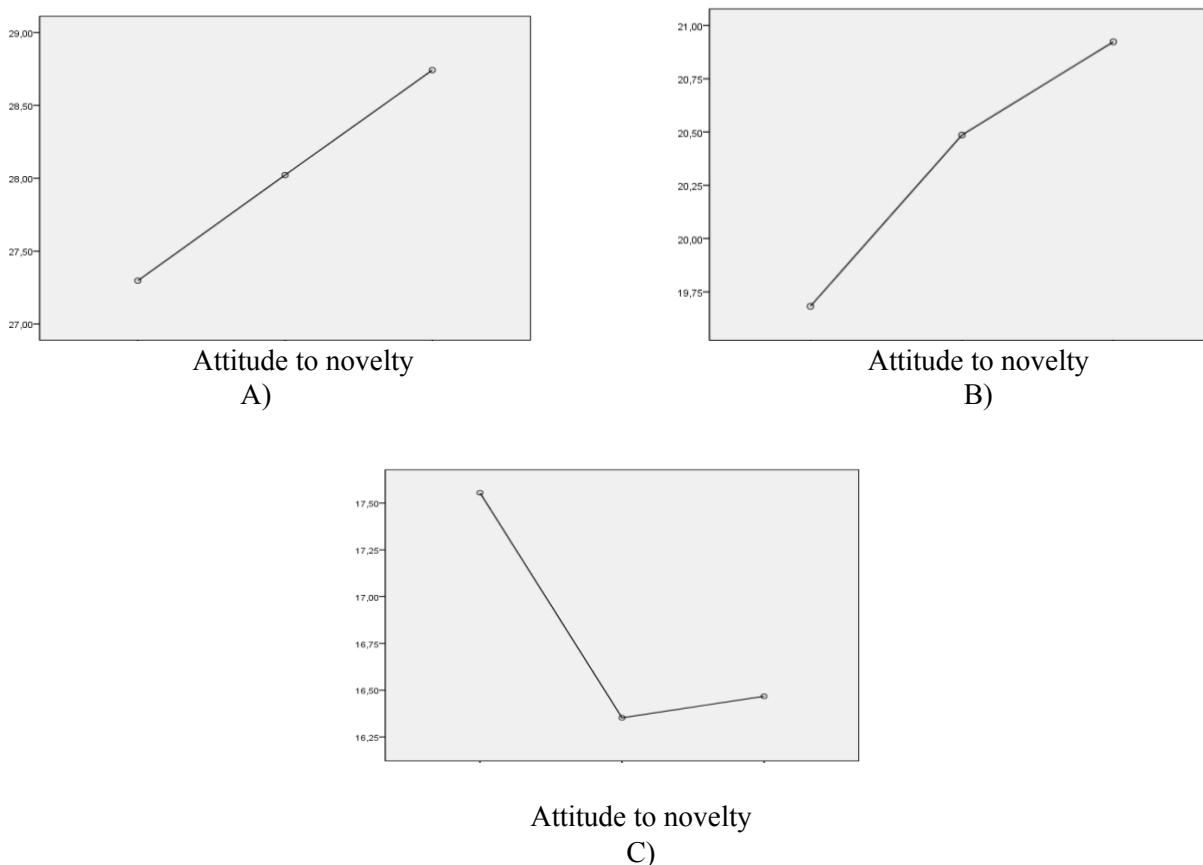 29,00
28,50
28,00
27,50
27,00
Attitude to novelty
A)
21,00
20,75
20,50
20,25
20,00
19,75
Attitude to novelty
B)
17,50
17,25
17,00
16,75
16,50
16,25
Attitude to novelty
C)